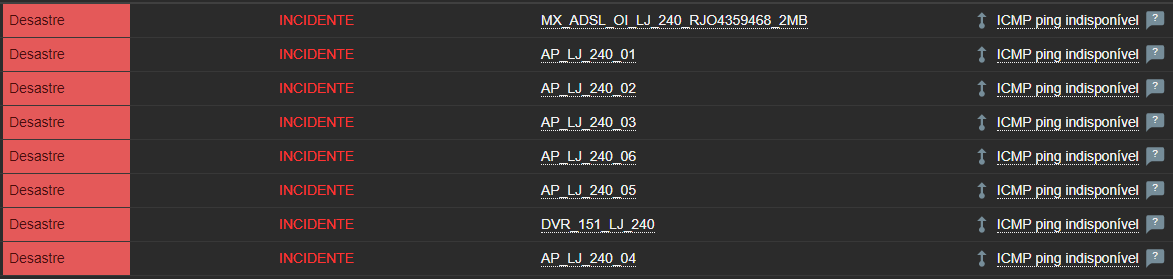 Desastre INCIDENTE MX_ADSL_OI_LJ_240_RJO4359468_2MB ICMP ping indisponível ?
Desastre INCIDENTE AP_LJ_240_01 ICMP ping indisponível ?
Desastre INCIDENTE AP_LJ_240_02 ICMP ping indisponível ?
Desastre INCIDENTE AP_LJ_240_03 ICMP ping indisponível ?
Desastre INCIDENTE AP_LJ_240_06 ICMP ping indisponível ?
Desastre INCIDENTE AP_LJ_240_05 ICMP ping indisponível ?
Desastre INCIDENTE DVR_151_LJ_240 ICMP ping indisponível ?
Desastre INCIDENTE AP_LJ_240_04 ICMP ping indisponível ?